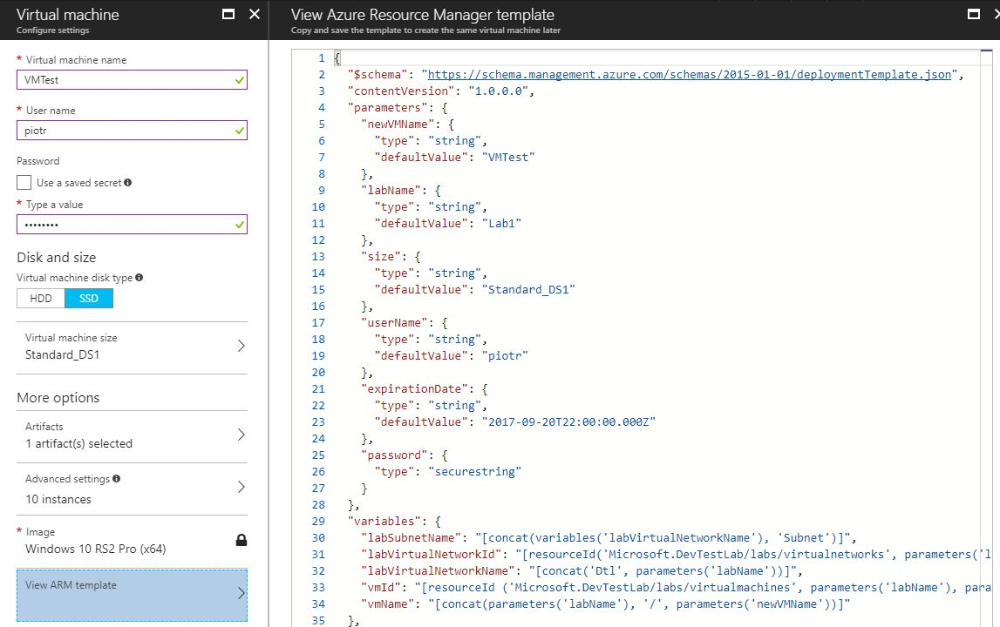 Virtual machine
Configure settings
* Virtual machine name
VMTest
* User name
piotr
Password
Use a saved secret
* Type a value
••••••••
Disk and size
Virtual machine disk type
HDD SSD
Virtual machine size
Standard_DS1
More options
Artifacts
1 artifact(s) selected
Advanced settings
10 instances
* Image
Windows 10 RS2 Pro (x64)
View ARM template
View Azure Resource Manager template
Copy and save the template to create the same virtual machine later
1 {
2 "$schema": "https://schema.management.azure.com/schemas/2015-01-01/deploymentTemplate.json",
3 "contentVersion": "1.0.0.0",
4 "parameters": {
5 "newVMName": {
6 "type": "string",
7 "defaultValue": "VMTest"
8 },
9 "labName": {
10 "type": "string",
11 "defaultValue": "Lab1"
12 },
13 "size": {
14 "type": "string",
15 "defaultValue": "Standard_DS1"
16 },
17 "userName": {
18 "type": "string",
19 "defaultValue": "piotr"
20 },
21 "expirationDate": {
22 "type": "string",
23 "defaultValue": "2017-09-20T22:00:00.000Z"
24 },
25 "password": {
26 "type": "securestring"
27 }
28 },
29 "variables": {
30 "labSubnetName": "[concat(variables('labVirtualNetworkName'), 'Subnet')]",
31 "labVirtualNetworkId": "[resourceId('Microsoft.DevTestLab/labs/virtualnetworks', parameters('l
32 "labVirtualNetworkName": "[concat('Dtl', parameters('labName'))]",
33 "vmId": "[resourceId ('Microsoft.DevTestLab/labs/virtualmachines', parameters('labName'), para
34 "vmName": "[concat(parameters('labName'), '/', parameters('newVMName'))]"
35 },